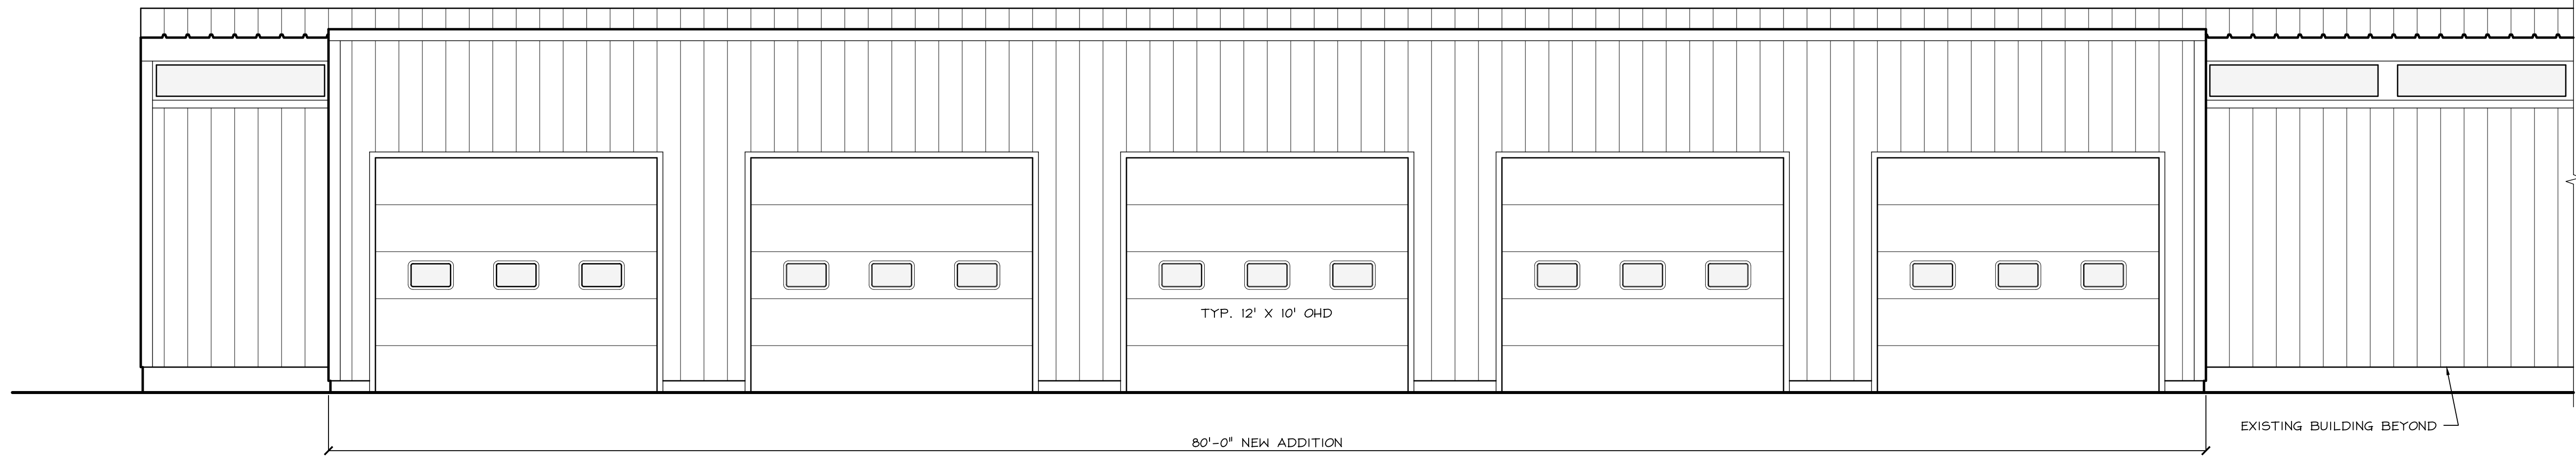 TYP. 12' X 10' OHD
EXISTING BUILDING BEYOND
80'-0" NEW ADDITION